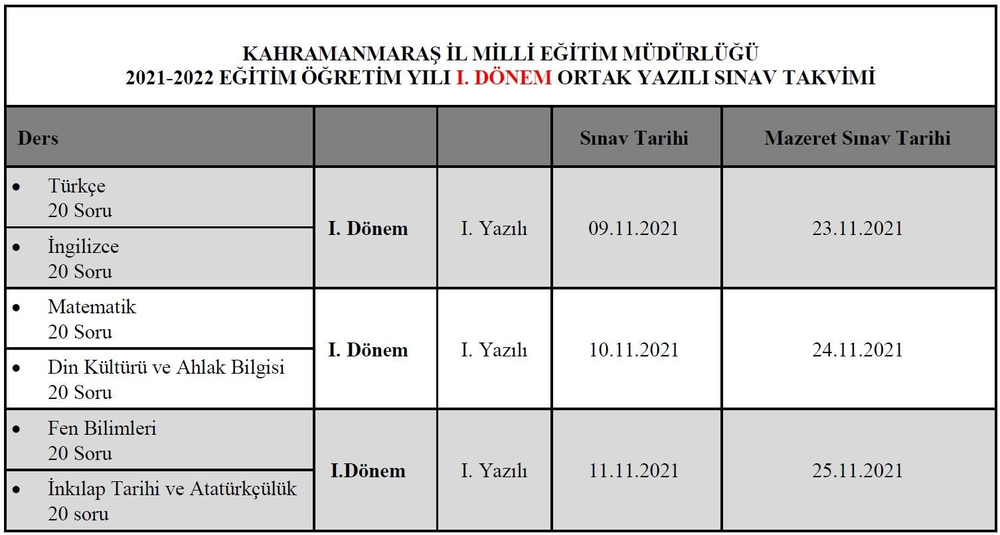 KAHRAMANMARAŞ İL MİLLİ EĞİTİM MÜDÜRLÜĞÜ
2021-2022 EĞİTİM ÖĞRETİM YILI I. DÖNEM ORTAK YAZILI SINAV TAKVİMİ
Ders Sınav Tarihi Mazeret Sınav Tarihi
• Türkçe
20 Soru
• İngilizce
20 Soru
I. Dönem I. Yazılı 09.11.2021 23.11.2021
• Matematik
20 Soru
• Din Kültürü ve Ahlak Bilgisi
20 Soru
I. Dönem I. Yazılı 10.11.2021 24.11.2021
• Fen Bilimleri
20 Soru
• İnkılap Tarihi ve Atatürkçülük
20 soru
I.Dönem I. Yazılı 11.11.2021 25.11.2021